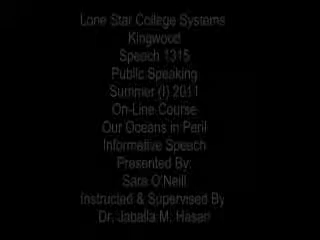 Lone Star College Systems
Kingwood
Speech 1315
Public Speaking
Summer (I) 2011
On-Line Course
Our Oceans in Peril
Informative Speech
Presented By:
Sara O'Neill
Instructed & Supervised By
Dr. Jaballa M. Hasan